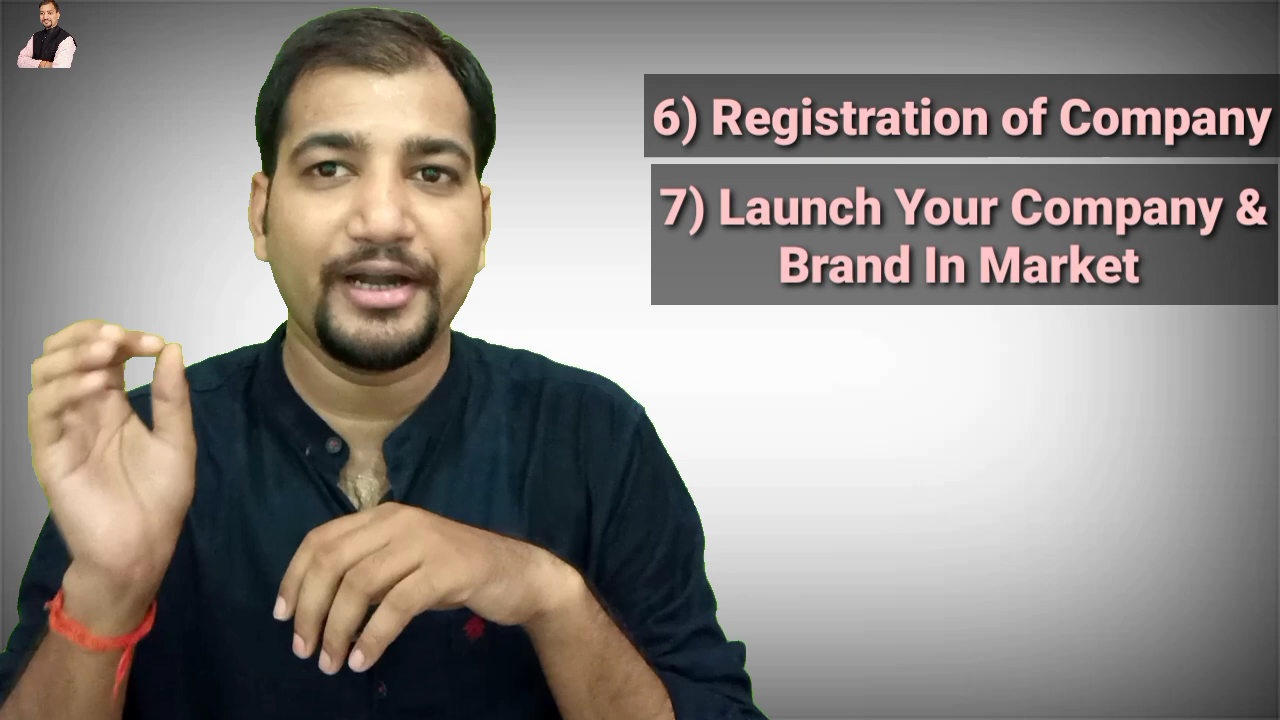 6) Registration of Company
7) Launch Your Company &
Brand In Market